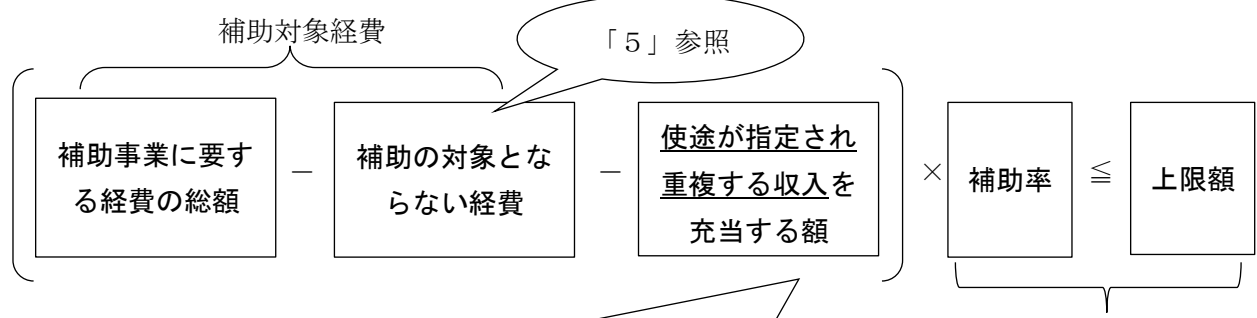 補助対象経費
「５」参照
補助事業に要す
る経費の総額
－
補助の対象とな
らない経費
－
使途が指定され
重複する収入を
充当する額
×
補助率
≦
上限額